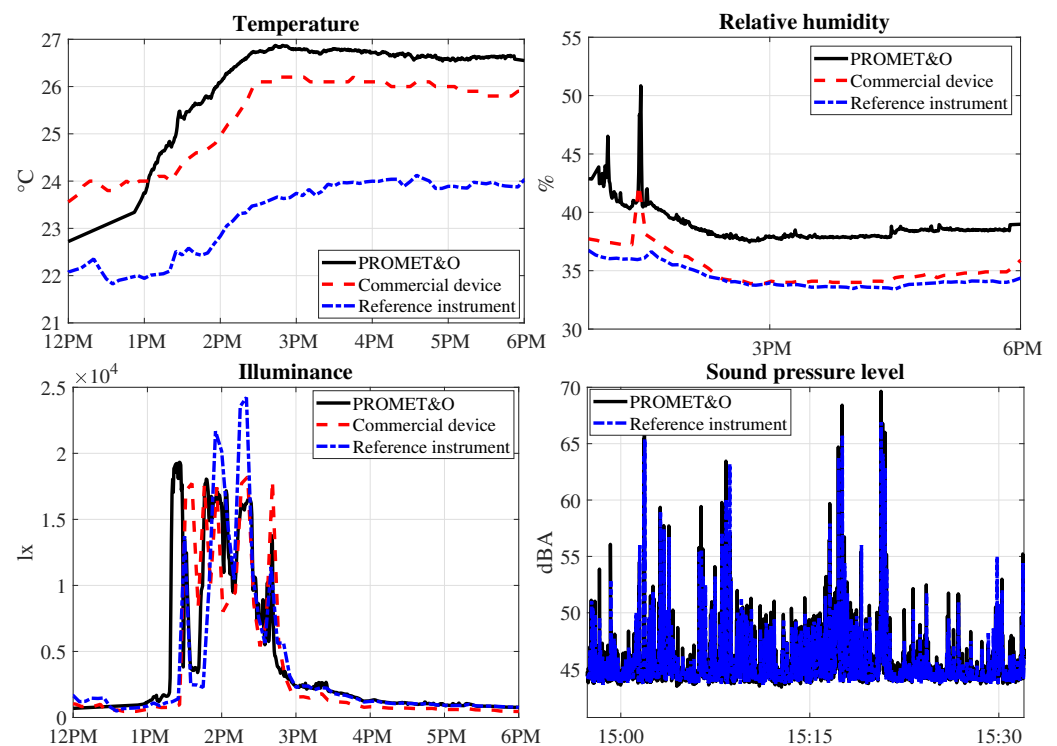 Temperature
27
26
25
24
23
22
21
°C
PROMET&O
Commercial device
Reference instrument
12PM 1PM 2PM 3PM 4PM 5PM 6PM
Relative humidity
55
50
45
40
35
30
%
PROMET&O
Commercial device
Reference instrument
3PM 6PM
Illuminance
×10⁴
2.5
2.0
1.5
1.0
0.5
0
lx
PROMET&O
Commercial device
Reference instrument
12PM 1PM 2PM 3PM 4PM 5PM 6PM
Sound pressure level
70
65
60
55
50
45
dBA
PROMET&O
Reference instrument
15:00 15:15 15:30